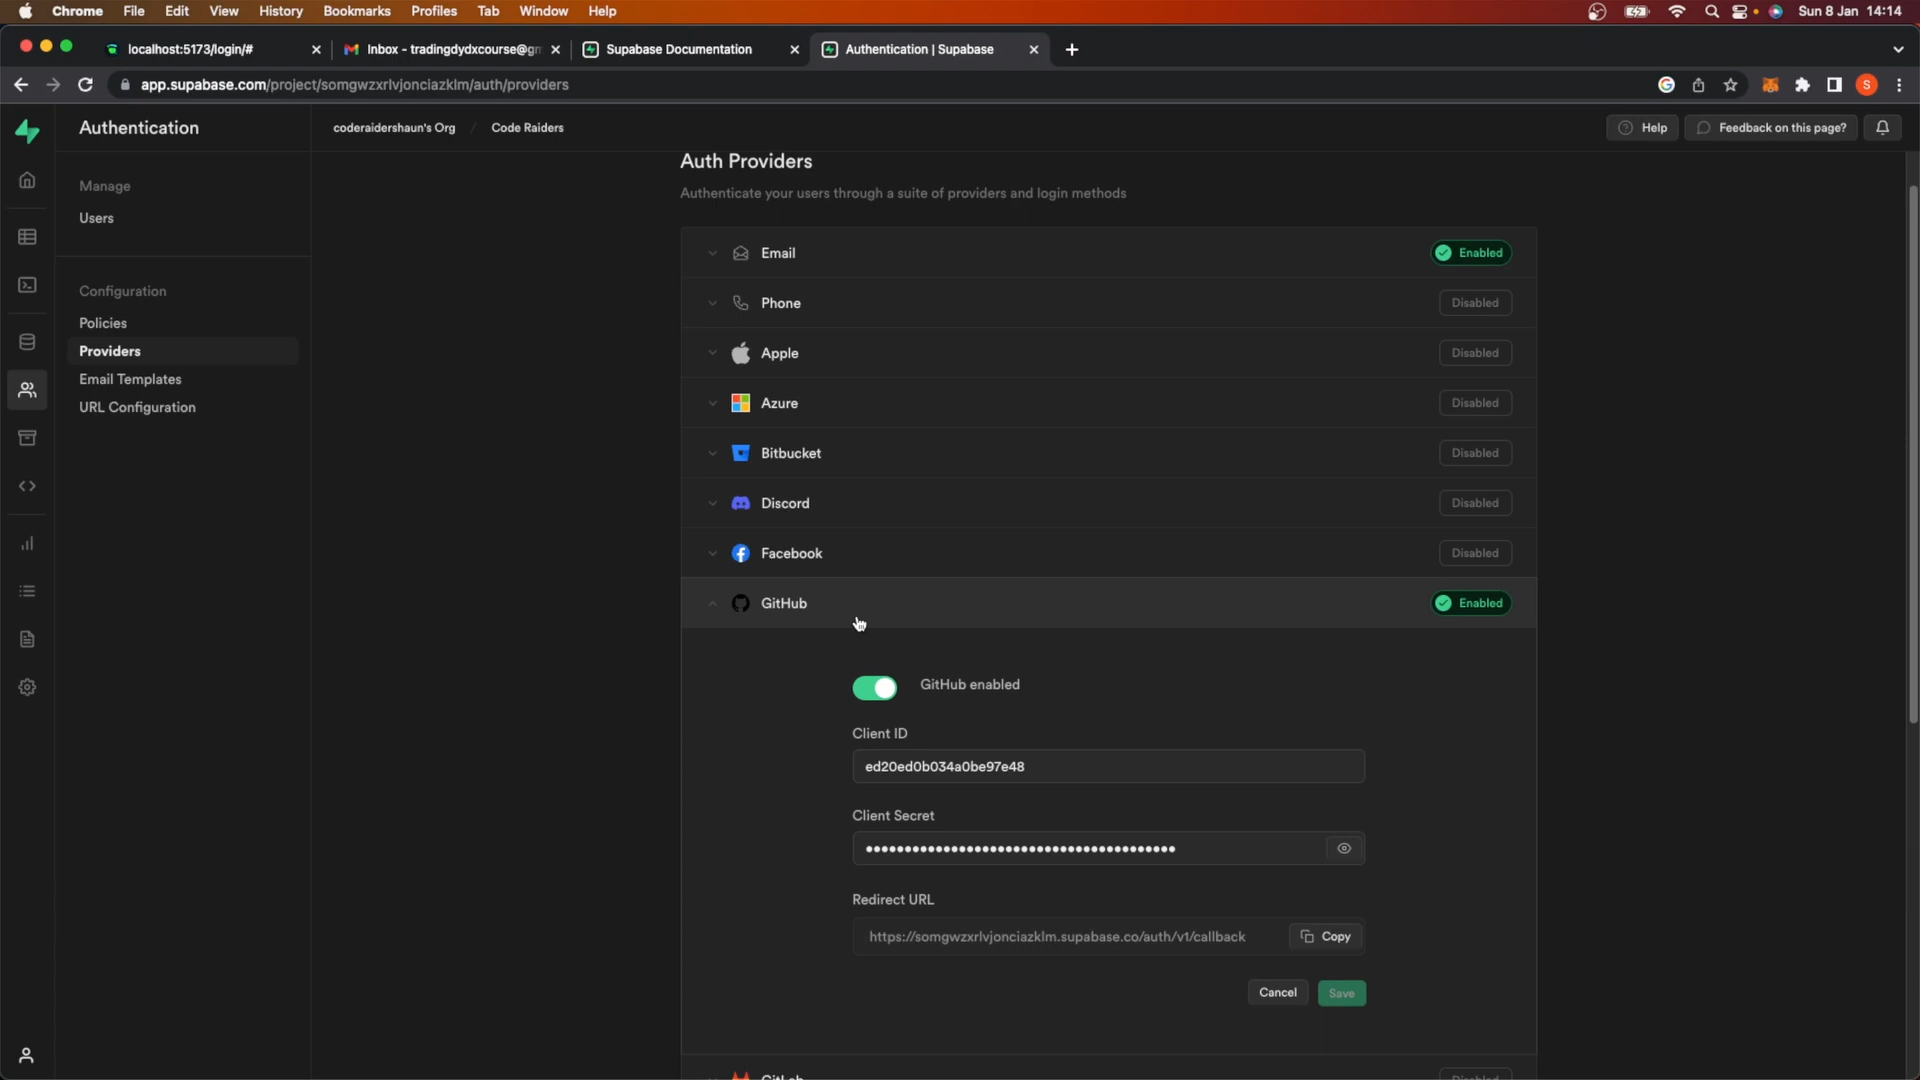 Chrome File Edit View History Bookmarks Profiles Tab Window Help Sun 8 Jan 14:14
localhost:5173/login/# Inbox - tradingdydxcourse@gm Supabase Documentation Authentication | Supabase
app.supabase.com/project/somgwzxrlvjonciazklm/auth/providers S
Authentication coderaidershaun's Org / Code Raiders Help Feedback on this page?
Auth Providers
Authenticate your users through a suite of providers and login methods
Manage
Users
Configuration
Policies
Providers
Email Templates
URL Configuration
Email Enabled
Phone Disabled
Apple Disabled
Azure Disabled
Bitbucket Disabled
Discord Disabled
Facebook Disabled
GitHub Enabled
GitHub enabled
Client ID
ed20ed0b034a0be97e48
Client Secret
Redirect URL
https://somgwzxrlvjonciazklm.supabase.co/auth/v1/callback Copy
Cancel Save
GitLab Disabled